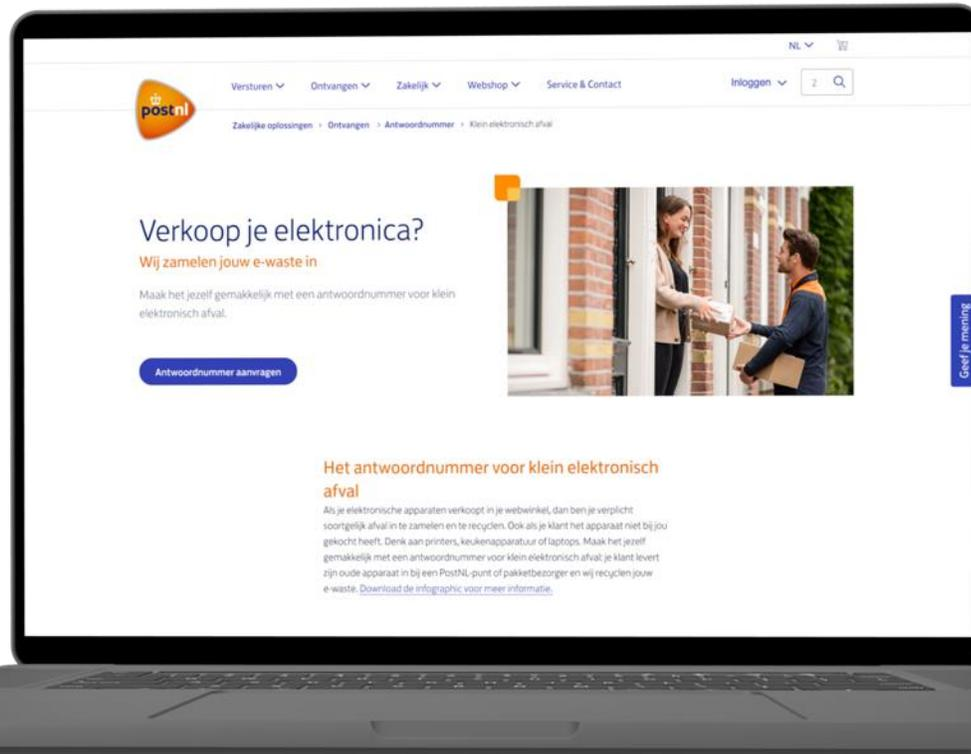 NL
postnl
Versturen
Ontvangen
Zakelijk
Webshop
Service & Contact
Inloggen
Z
Zakelijke oplossingen > Ontvangen > Antwoordnummer > Klein elektronisch afval
Verkoop je elektronica?
Wij zamelen jouw e-waste in
Maak het jezelf gemakkelijk met een antwoordnummer voor klein
elektronisch afval.
Antwoordnummer aanvragen
Geef je mening
Het antwoordnummer voor klein elektronisch
afval
Als je elektronische apparaten verkoopt in je webwinkel, dan ben je verplicht
soortgelijk afval in te zamelen en te recyclen. Ook als je klant het apparaat niet bij jou
gekocht heeft. Denk aan printers, keukenapparatuur of laptops. Maak het jezelf
gemakkelijk met een antwoordnummer voor klein elektronisch afval; je klant levert
zijn oude apparaat in bij een PostNL-punt of pakketbezorger en wij recyclen jouw
e-waste. Download de infographic voor meer informatie.